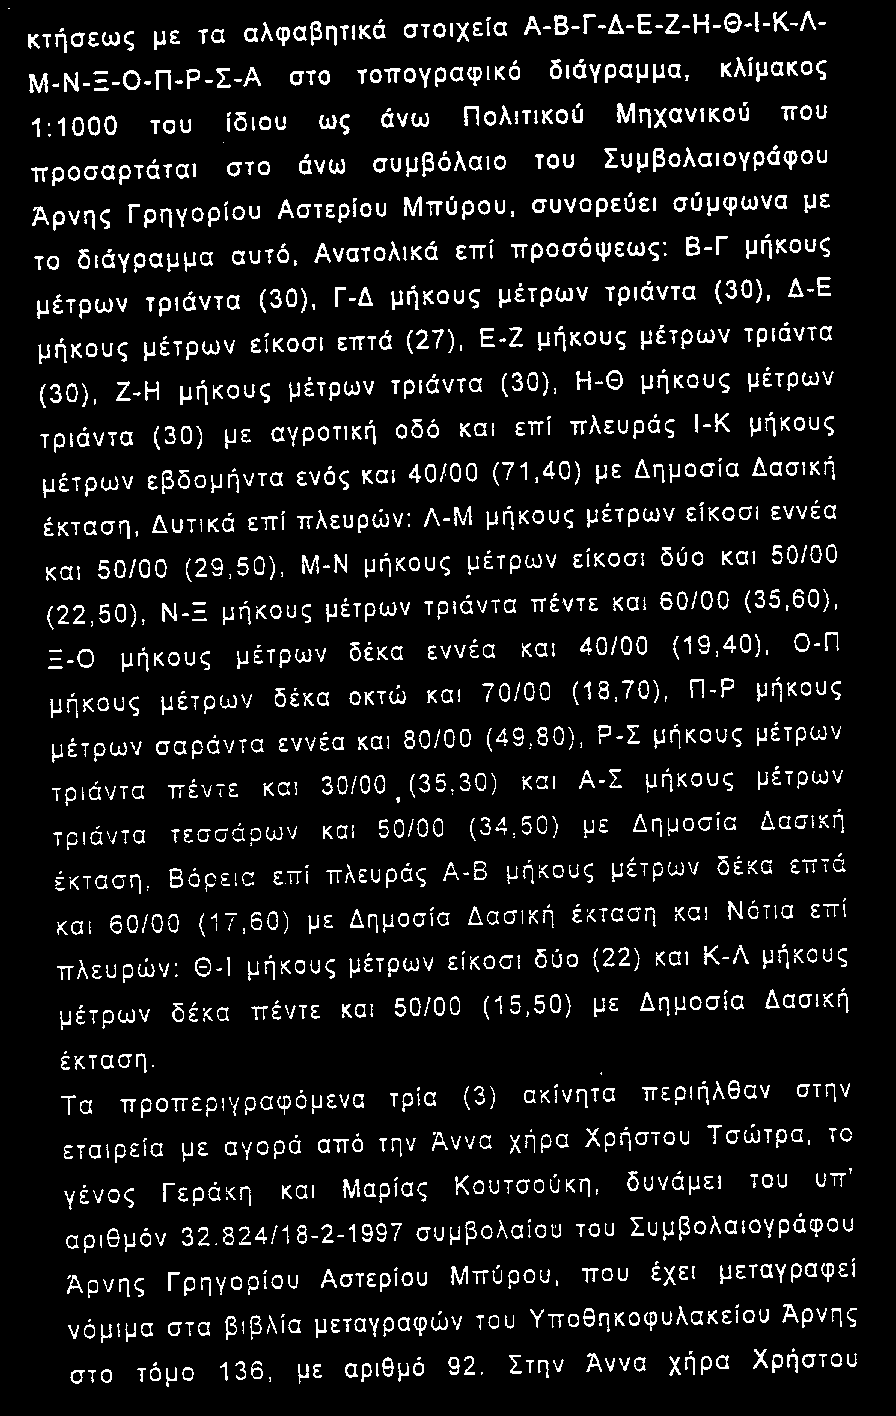 κτήσεως με τα αλφαβητικά στοιχεία Α-Β-Γ-Δ-Ε-Ζ-Η-Θ-Ι-Κ-Λ-
Μ-Ν-Ξ-Ο-Π-Ρ-Σ-Α στο τοπογραφικό διάγραμμα, κλίμακος
1:1000 του ίδιου ως άνω Πολιτικού Μηχανικού που
προσαρτάται στο άνω συμβόλαιο του Συμβολαιογράφου
Άρνης Γρηγορίου Αστερίου Μπύρου, συνορεύει σύμφωνα με
το διάγραμμα αυτό, Ανατολικά επί προσόψεως: Β-Γ μήκους
μέτρων τριάντα (30), Γ-Δ μήκους μέτρων τριάντα (30), Δ-Ε
μήκους μέτρων είκοσι επτά (27), Ε-Ζ μήκους μέτρων τριάντα
(30), Ζ-Η μήκους μέτρων τριάντα (30), Η-Θ μήκους μέτρων
τριάντα (30) με αγροτική οδό και επί πλευράς Ι-Κ μήκους
μέτρων εβδομήντα ενός και 40/00 (71,40) με Δημοσία Δασική
έκταση, Δυτικά επί πλευρών: Λ-Μ μήκους μέτρων είκοσι εννέα
και 50/00 (29,50), Μ-Ν μήκους μέτρων είκοσι δύο και 50/00
(22,50), Ν-Ξ μήκους μέτρων τριάντα πέντε και 60/00 (35,60),
Ξ-Ο μήκους μέτρων δέκα εννέα και 40/00 (19,40), Ο-Π
μήκους μέτρων δέκα οκτώ και 70/00 (18,70), Π-Ρ μήκους
μέτρων σαράντα εννέα και 80/00 (49,80), Ρ-Σ μήκους μέτρων
τριάντα πέντε και 30/00 (35,30) και Α-Σ μήκους μέτρων
τριάντα τεσσάρων και 50/00 (34,50) με Δημοσία Δασική
έκταση, Βόρεια επί πλευράς Α-Β μήκους μέτρων δέκα επτά
και 60/00 (17,60) με Δημοσία Δασική έκταση και Νότια επί
πλευρών: Θ-Ι μήκους μέτρων είκοσι δύο (22) και Κ-Λ μήκους
μέτρων δέκα πέντε και 50/00 (15,50) με Δημοσία Δασική
έκταση.
Τα προπεριγραφόμενα τρία (3) ακίνητα περιήλθαν στην
εταιρεία με αγορά από την Άννα χήρα Χρήστου Τσώτρα, το
γένος Γεράκη και Μαρίας Κουτσούκη, δυνάμει του υπ'
αριθμόν 32.824/18-2-1997 συμβολαίου του Συμβολαιογράφου
Άρνης Γρηγορίου Αστερίου Μπύρου, που έχει μεταγραφεί
νόμιμα στα βιβλία μεταγραφών του Υποθηκοφυλακείου Άρνης
στο τόμο 136, με αριθμό 92. Στην Άννα χήρα Χρήστου